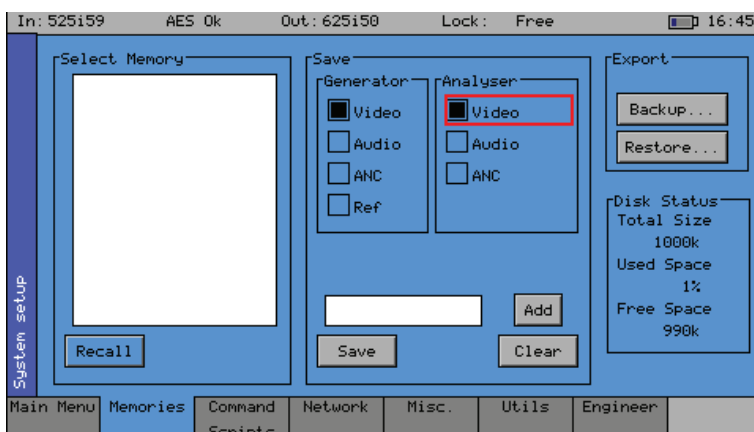 In:525i59 AES Ok Out:625i50 Lock: Free 16:45
System setup
Select Memory
Recall
Save
Generator
Video
Audio
ANC
Ref
Analyser
Video
Audio
ANC
Add
Save
Clear
Export
Backup...
Restore...
Disk Status
Total Size
1000k
Used Space
1%
Free Space
990k
Main Menu Memories Command Network Misc. Utils Engineer
Scripts